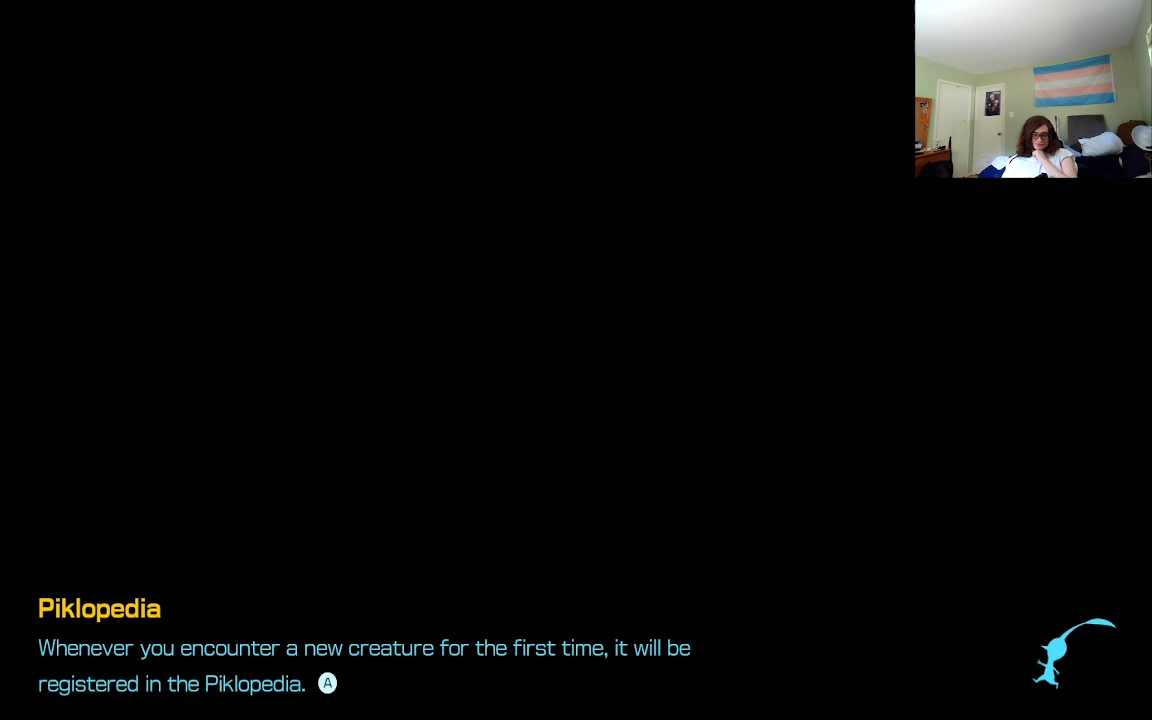 Piklopedia
Whenever you encounter a new creature for the first time, it will be
registered in the Piklopedia. A